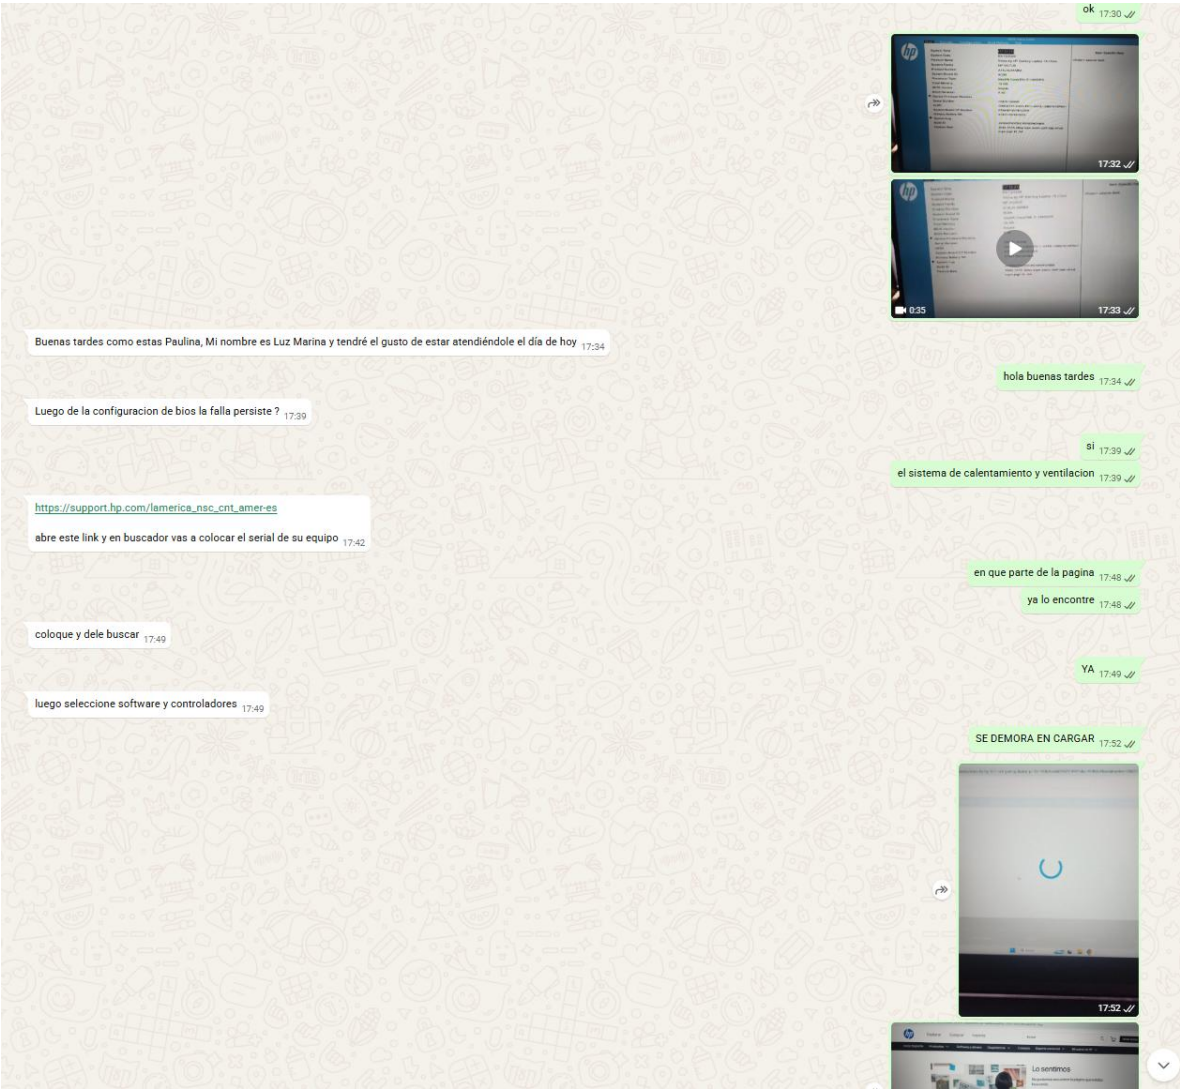 ok 17:30
hp
17:32
hp
0:35 17:33
Buenas tardes como estas Paulina, Mi nombre es Luz Marina y tendré el gusto de estar atendiéndole el día de hoy 17:34
hola buenas tardes 17:34
Luego de la configuracion de bios la falla persiste ? 17:39
si 17:39
el sistema de calentamiento y ventilacion 17:39
https://support.hp.com/lamerica_nsc_cnt_amer-es
abre este link y en buscador vas a colocar el serial de su equipo 17:42
en que parte de la pagina 17:48
ya lo encontre 17:48
coloque y dele buscar 17:49
YA 17:49
luego seleccione software y controladores 17:49
SE DEMORA EN CARGAR 17:52
17:52
hp
Lo sentimos